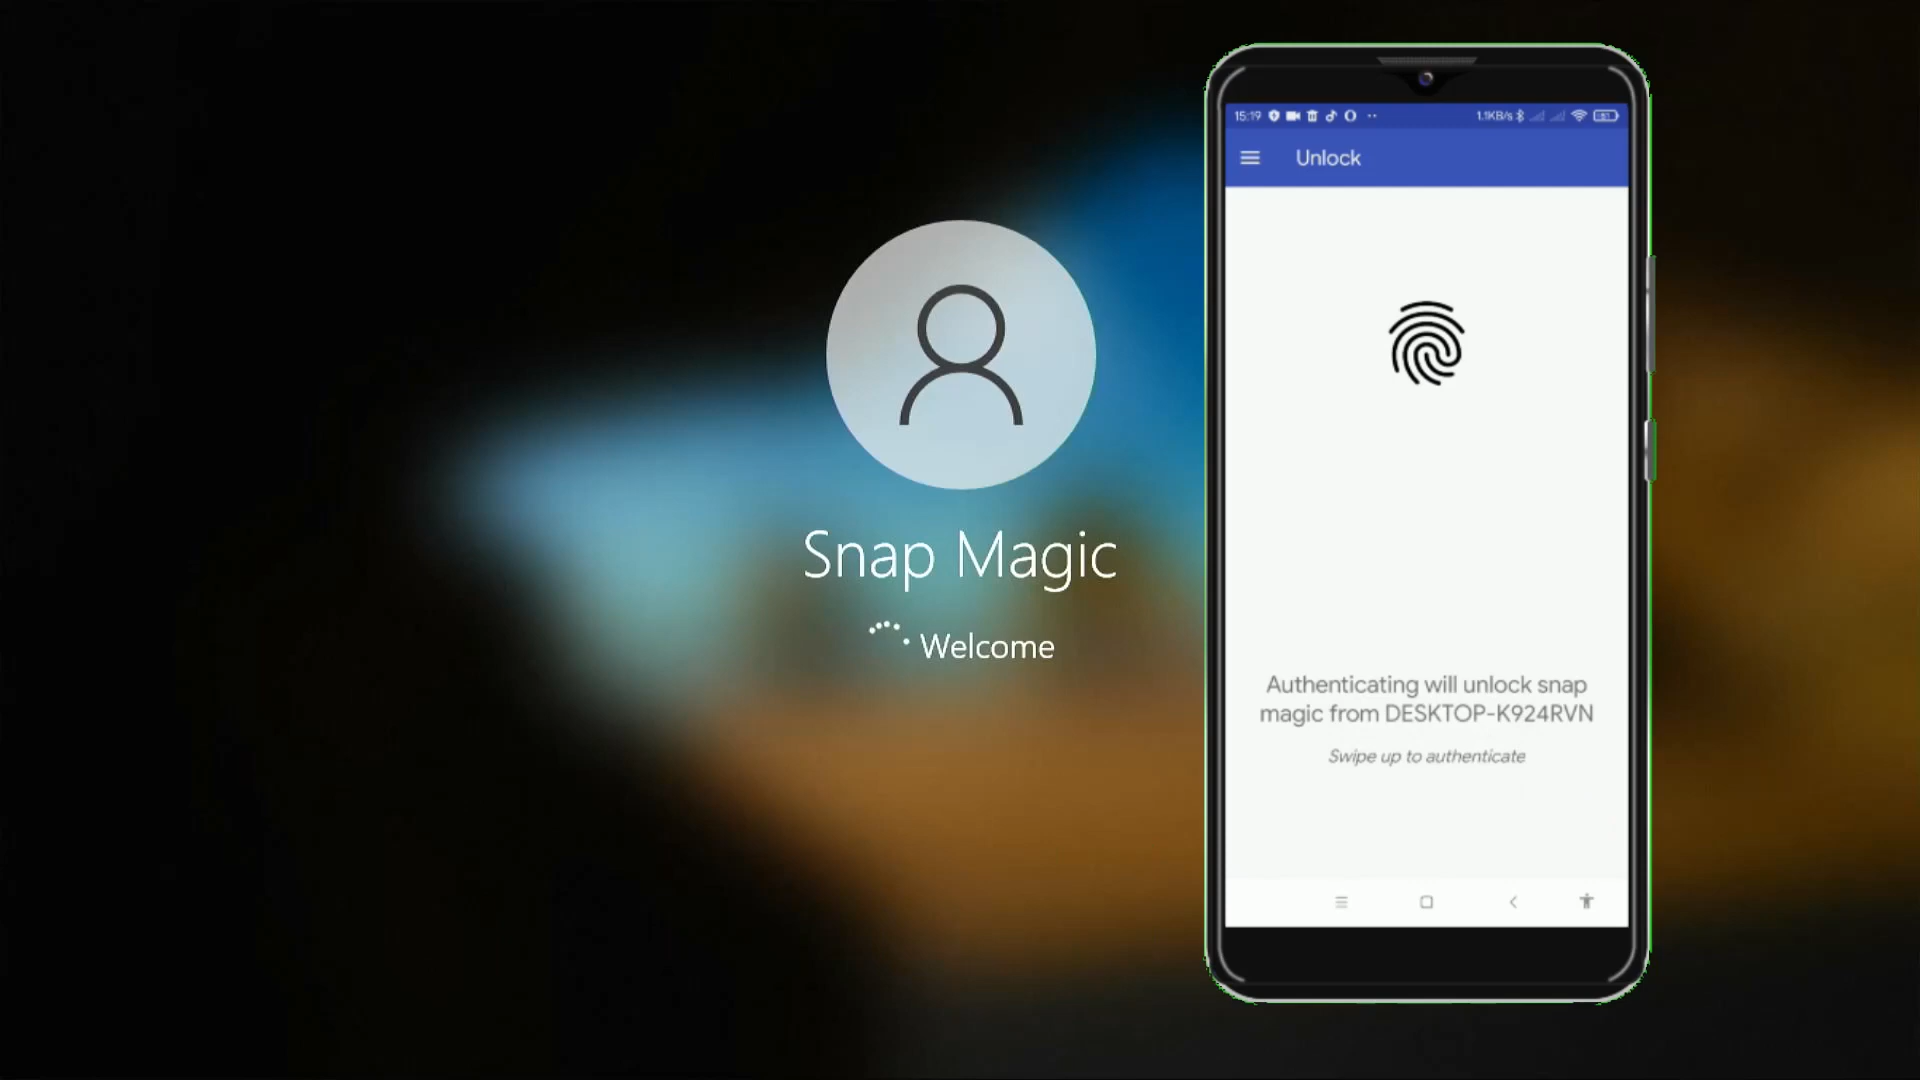 Snap Magic
Welcome
15:19
1.1KB/s
Unlock
Authenticating will unlock snap
magic from DESKTOP-K924RVN
Swipe up to authenticate